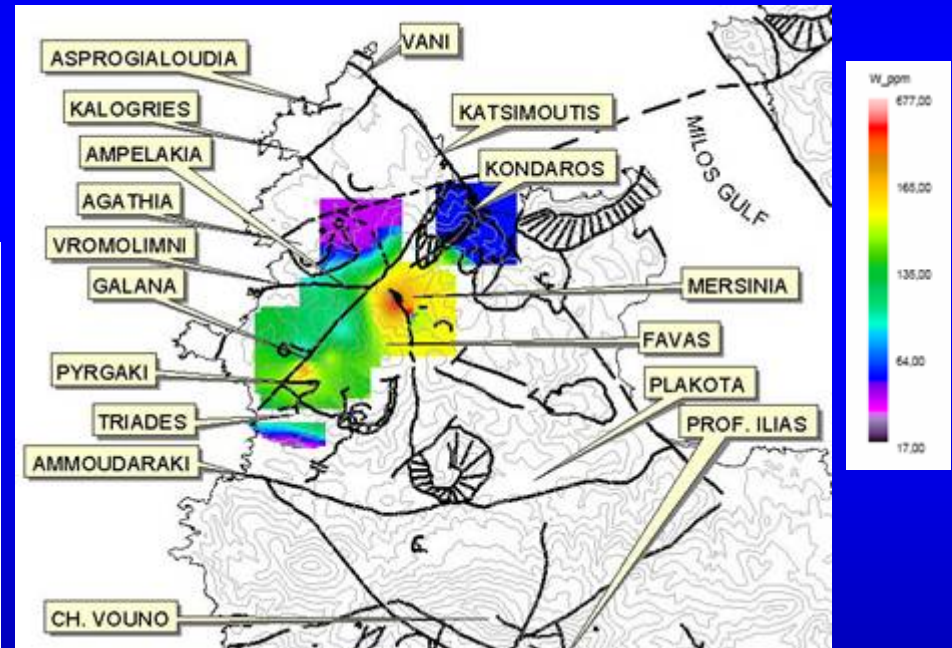 VANI
ASPROGIALOUDIA
KALOGRIES
KATSIMOUTIS
AMPELAKIA
KONDAROS
AGATHIA
VROMOLIMNI
GALANA
MERSINIA
FAVAS
PYRGAKI
PLAKOTA
TRIADES
PROF. ILIAS
AMMOUDARAKI
CH. VOUNO
MILOS GULF
W_ppm
677,00
165,00
135,00
64,00
17,00